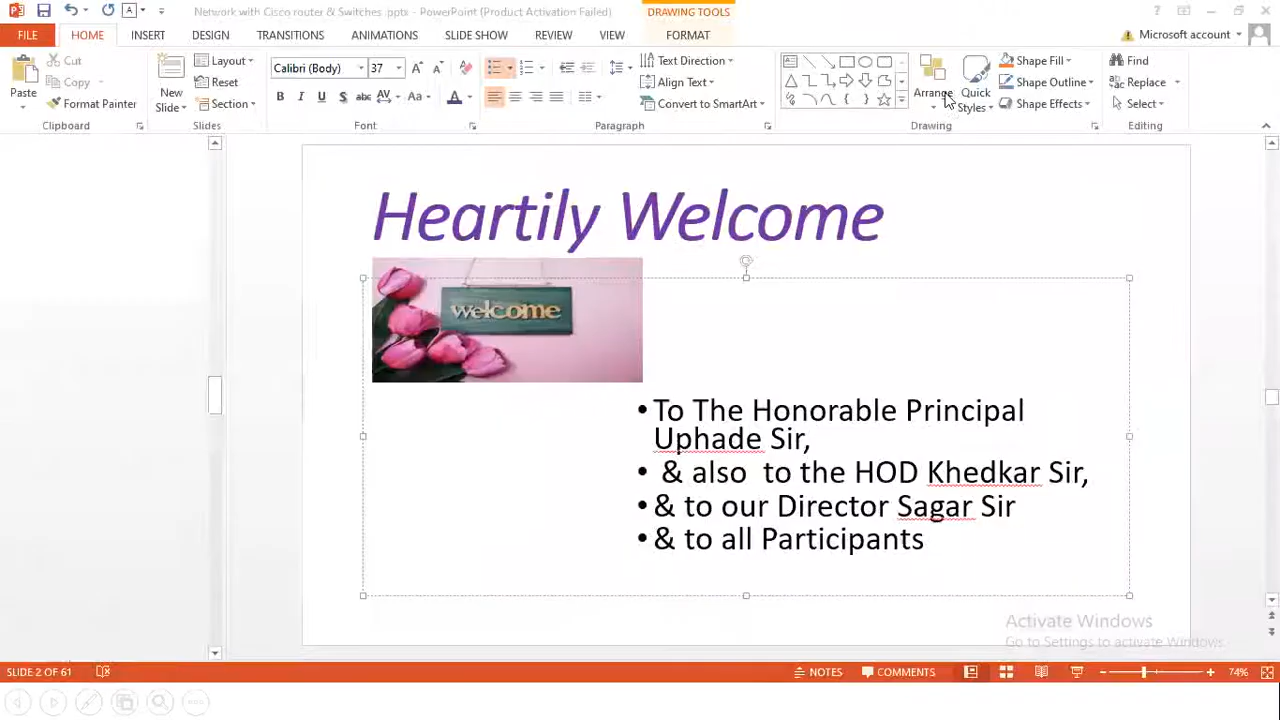 Network with Cisco router & Switches .pptx - PowerPoint (Product Activation Failed)
DRAWING TOOLS
FILE HOME INSERT DESIGN TRANSITIONS ANIMATIONS SLIDE SHOW REVIEW VIEW FORMAT Microsoft account
Paste
Cut
Copy
Format Painter
Clipboard
New
Slide
Layout
Reset
Section
Slides
Calibri (Body) 37
B I U S abc AV Aa A
Font
Text Direction
Align Text
Convert to SmartArt
Paragraph
Arrange
Quick
Styles
Shape Fill
Shape Outline
Shape Effects
Drawing
Find
Replace
Select
Editing
Heartily Welcome
welcome
• To The Honorable Principal
Uphade Sir,
• & also to the HOD Khedkar Sir,
• & to our Director Sagar Sir
• & to all Participants
Activate Windows
Go to Settings to activate Windows.
SLIDE 2 OF 61 NOTES COMMENTS 74%